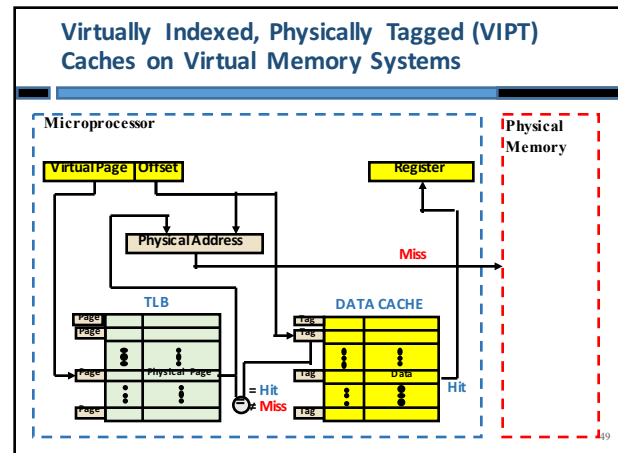 Virtually Indexed, Physically Tagged (VIPT)
Caches on Virtual Memory Systems
Microprocessor
Physical
Memory
Virtual Page Offset
Register
Physical Address
Miss
TLB
DATA CACHE
Page
Page
Page
Physical Page
Page
= Hit
≠ Miss
=
Tag
Tag
Tag
Data
Tag
Hit
49